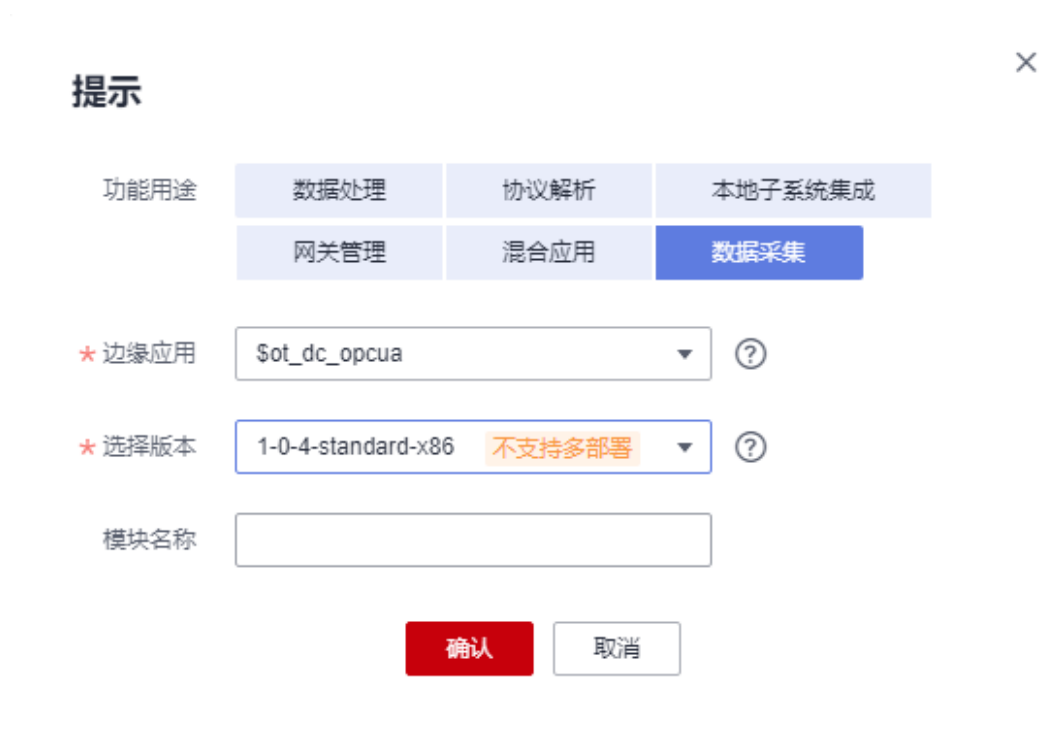 提示
功能用途 数据处理 协议解析 本地子系统集成
网关管理 混合应用 数据采集
* 边缘应用 $ot_dc_opcua
* 选择版本 1-0-4-standard-x86 不支持多部署
模块名称
确认 取消